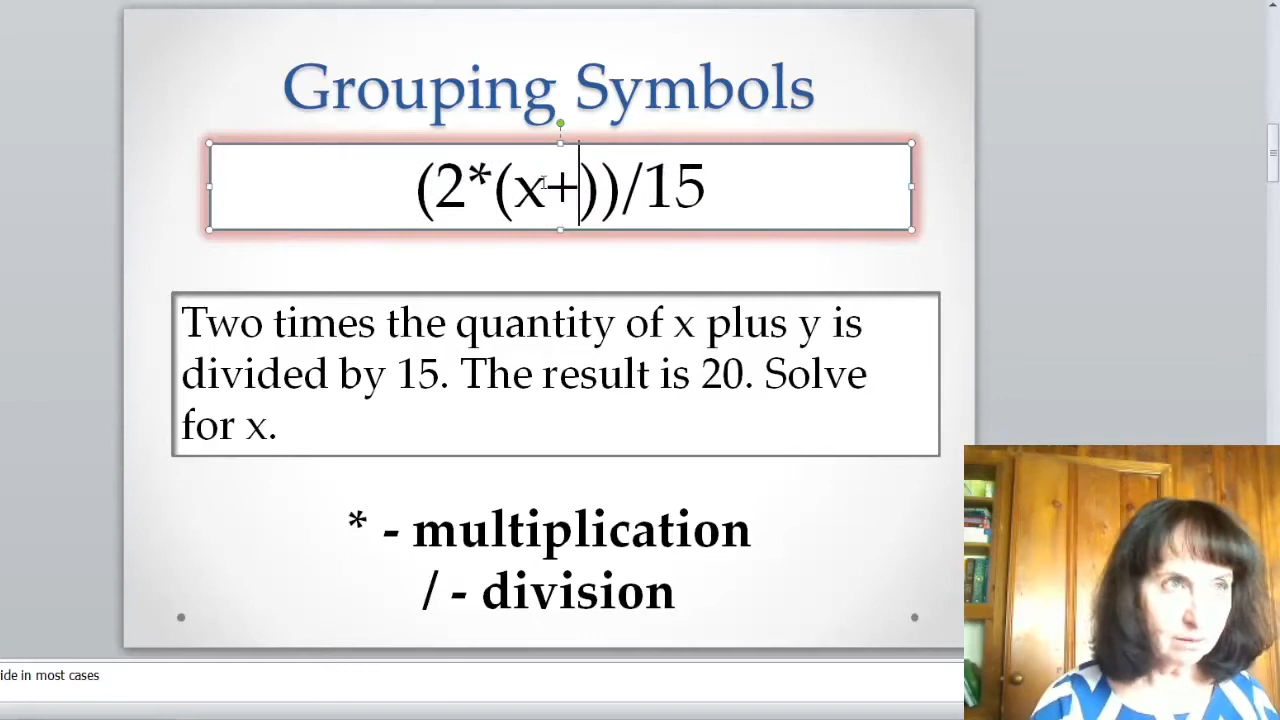 Grouping Symbols
(2*(x+))/15
Two times the quantity of x plus y is
divided by 15. The result is 20. Solve
for x.
* - multiplication
/ - division
ide in most cases